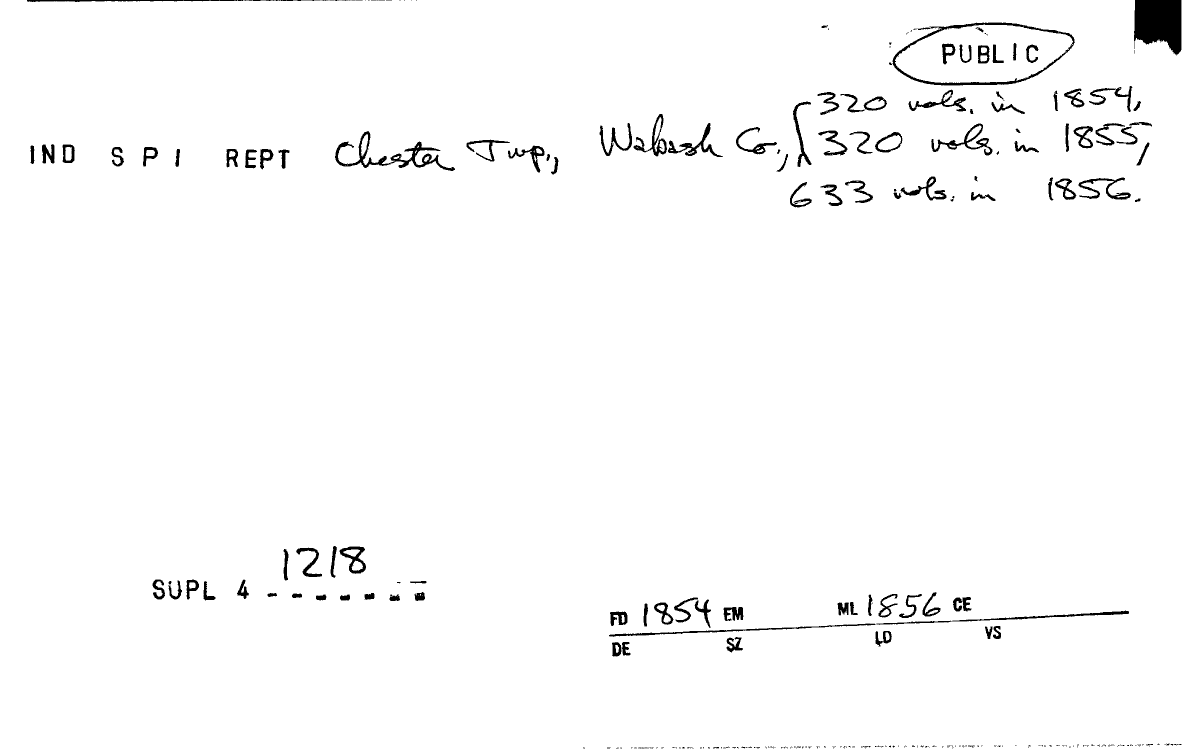 PUBLIC
320 vols. in 1854,
IND S P I REPT Chester Twp., Wabash Co., 320 vols. in 1855,
633 vols. in 1856.
1218
SUPL 4 - - - - - - -
FD 1854 EM ML 1856 CE
DE SZ LD VS